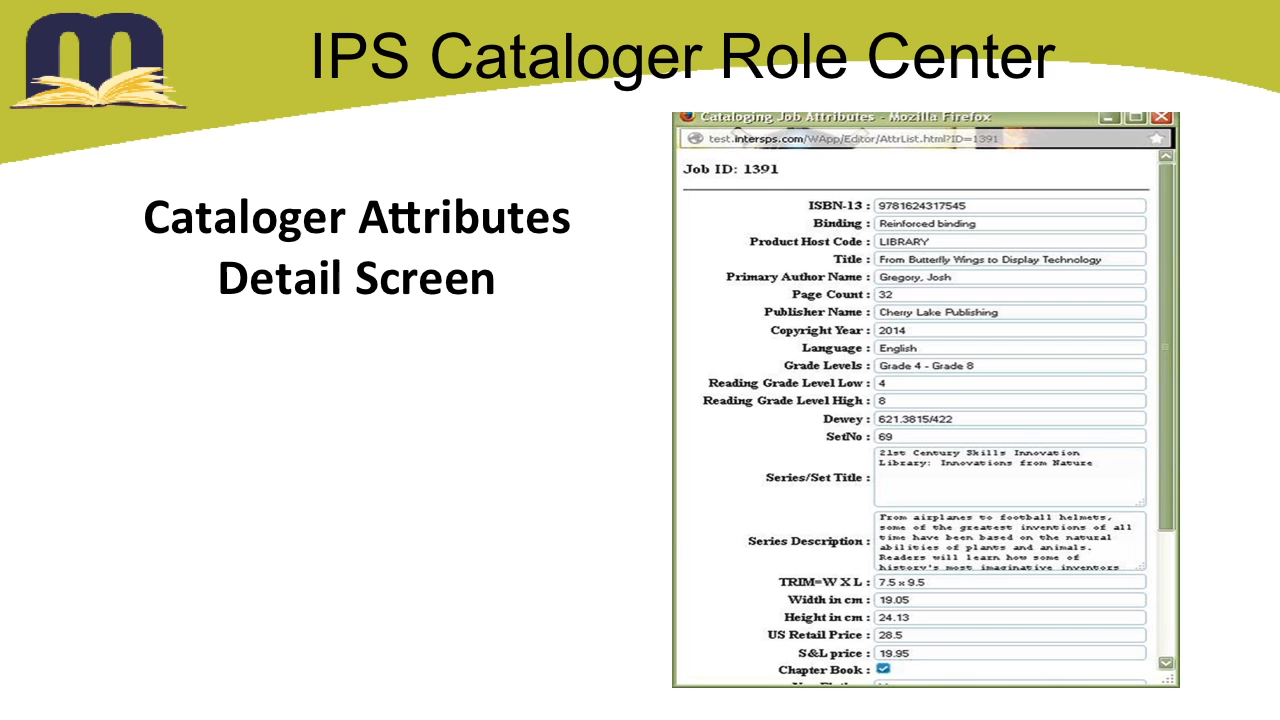 IPS Cataloger Role Center
Cataloger Attributes
Detail Screen
Cataloging Job Attributes - Mozilla Firefox
test.intersps.com/WApp/Editor/AttrList.html?ID=1391
Job ID: 1391
ISBN-13 : 9781624317545
Binding : Reinforced binding
Product Host Code : LIBRARY
Title : From Butterfly Wings to Display Technology
Primary Author Name : Gregory, Josh
Page Count : 32
Publisher Name : Cherry Lake Publishing
Copyright Year : 2014
Language : English
Grade Levels : Grade 4 - Grade 8
Reading Grade Level Low : 4
Reading Grade Level High : 8
Dewey : 621.3815/422
SetNo : 69
Series/Set Title : 21st Century Skills Innovation
Library: Innovations from Nature
Series Description : From airplanes to football helmets,
some of the greatest inventions of all
time have been based on the natural
abilities of plants and animals.
Readers will learn how some of
history's most imaginative inventors
TRIM=W X L : 7.5 x 9.5
Width in cm : 19.05
Height in cm : 24.13
US Retail Price : 28.5
S&L price : 19.95
Chapter Book :